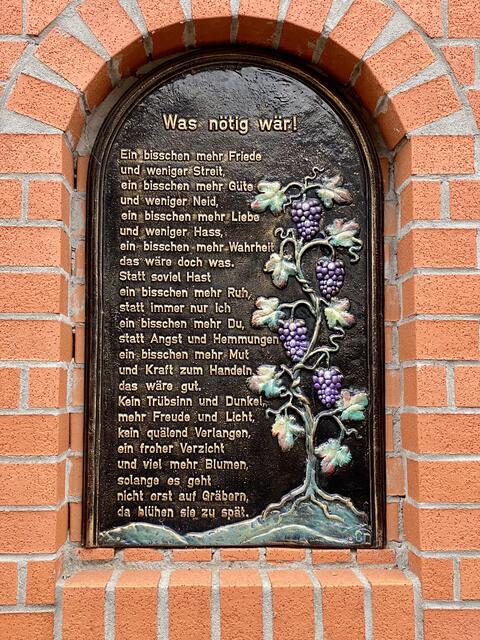 Was nötig wär!
Ein bisschen mehr Friede
und weniger Streit,
ein bisschen mehr Güte
und weniger Neid,
ein bisschen mehr Liebe
und weniger Hass,
ein bisschen mehr Wahrheit
das wäre doch was.
Statt soviel Hast
ein bisschen mehr Ruh,
statt immer nur ich
ein bisschen mehr Du,
statt Angst und Hemmungen
ein bisschen mehr Mut
und Kraft zum Handeln,
das wäre gut.
Kein Trübsinn und Dunkel,
mehr Freude und Licht,
kein quälend Verlangen,
ein froher Verzicht
und viel mehr Blumen,
solange es geht
nicht erst auf Gräbern,
da blühen sie zu spät.